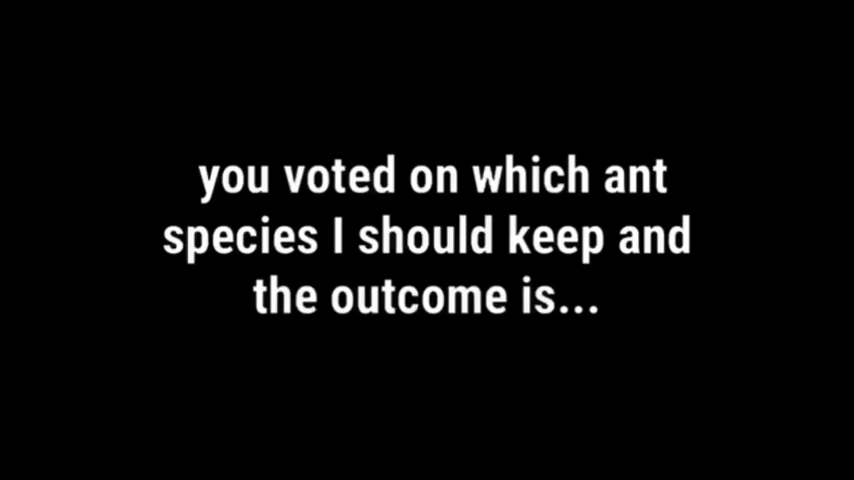 you voted on which ant
species I should keep and
the outcome is...